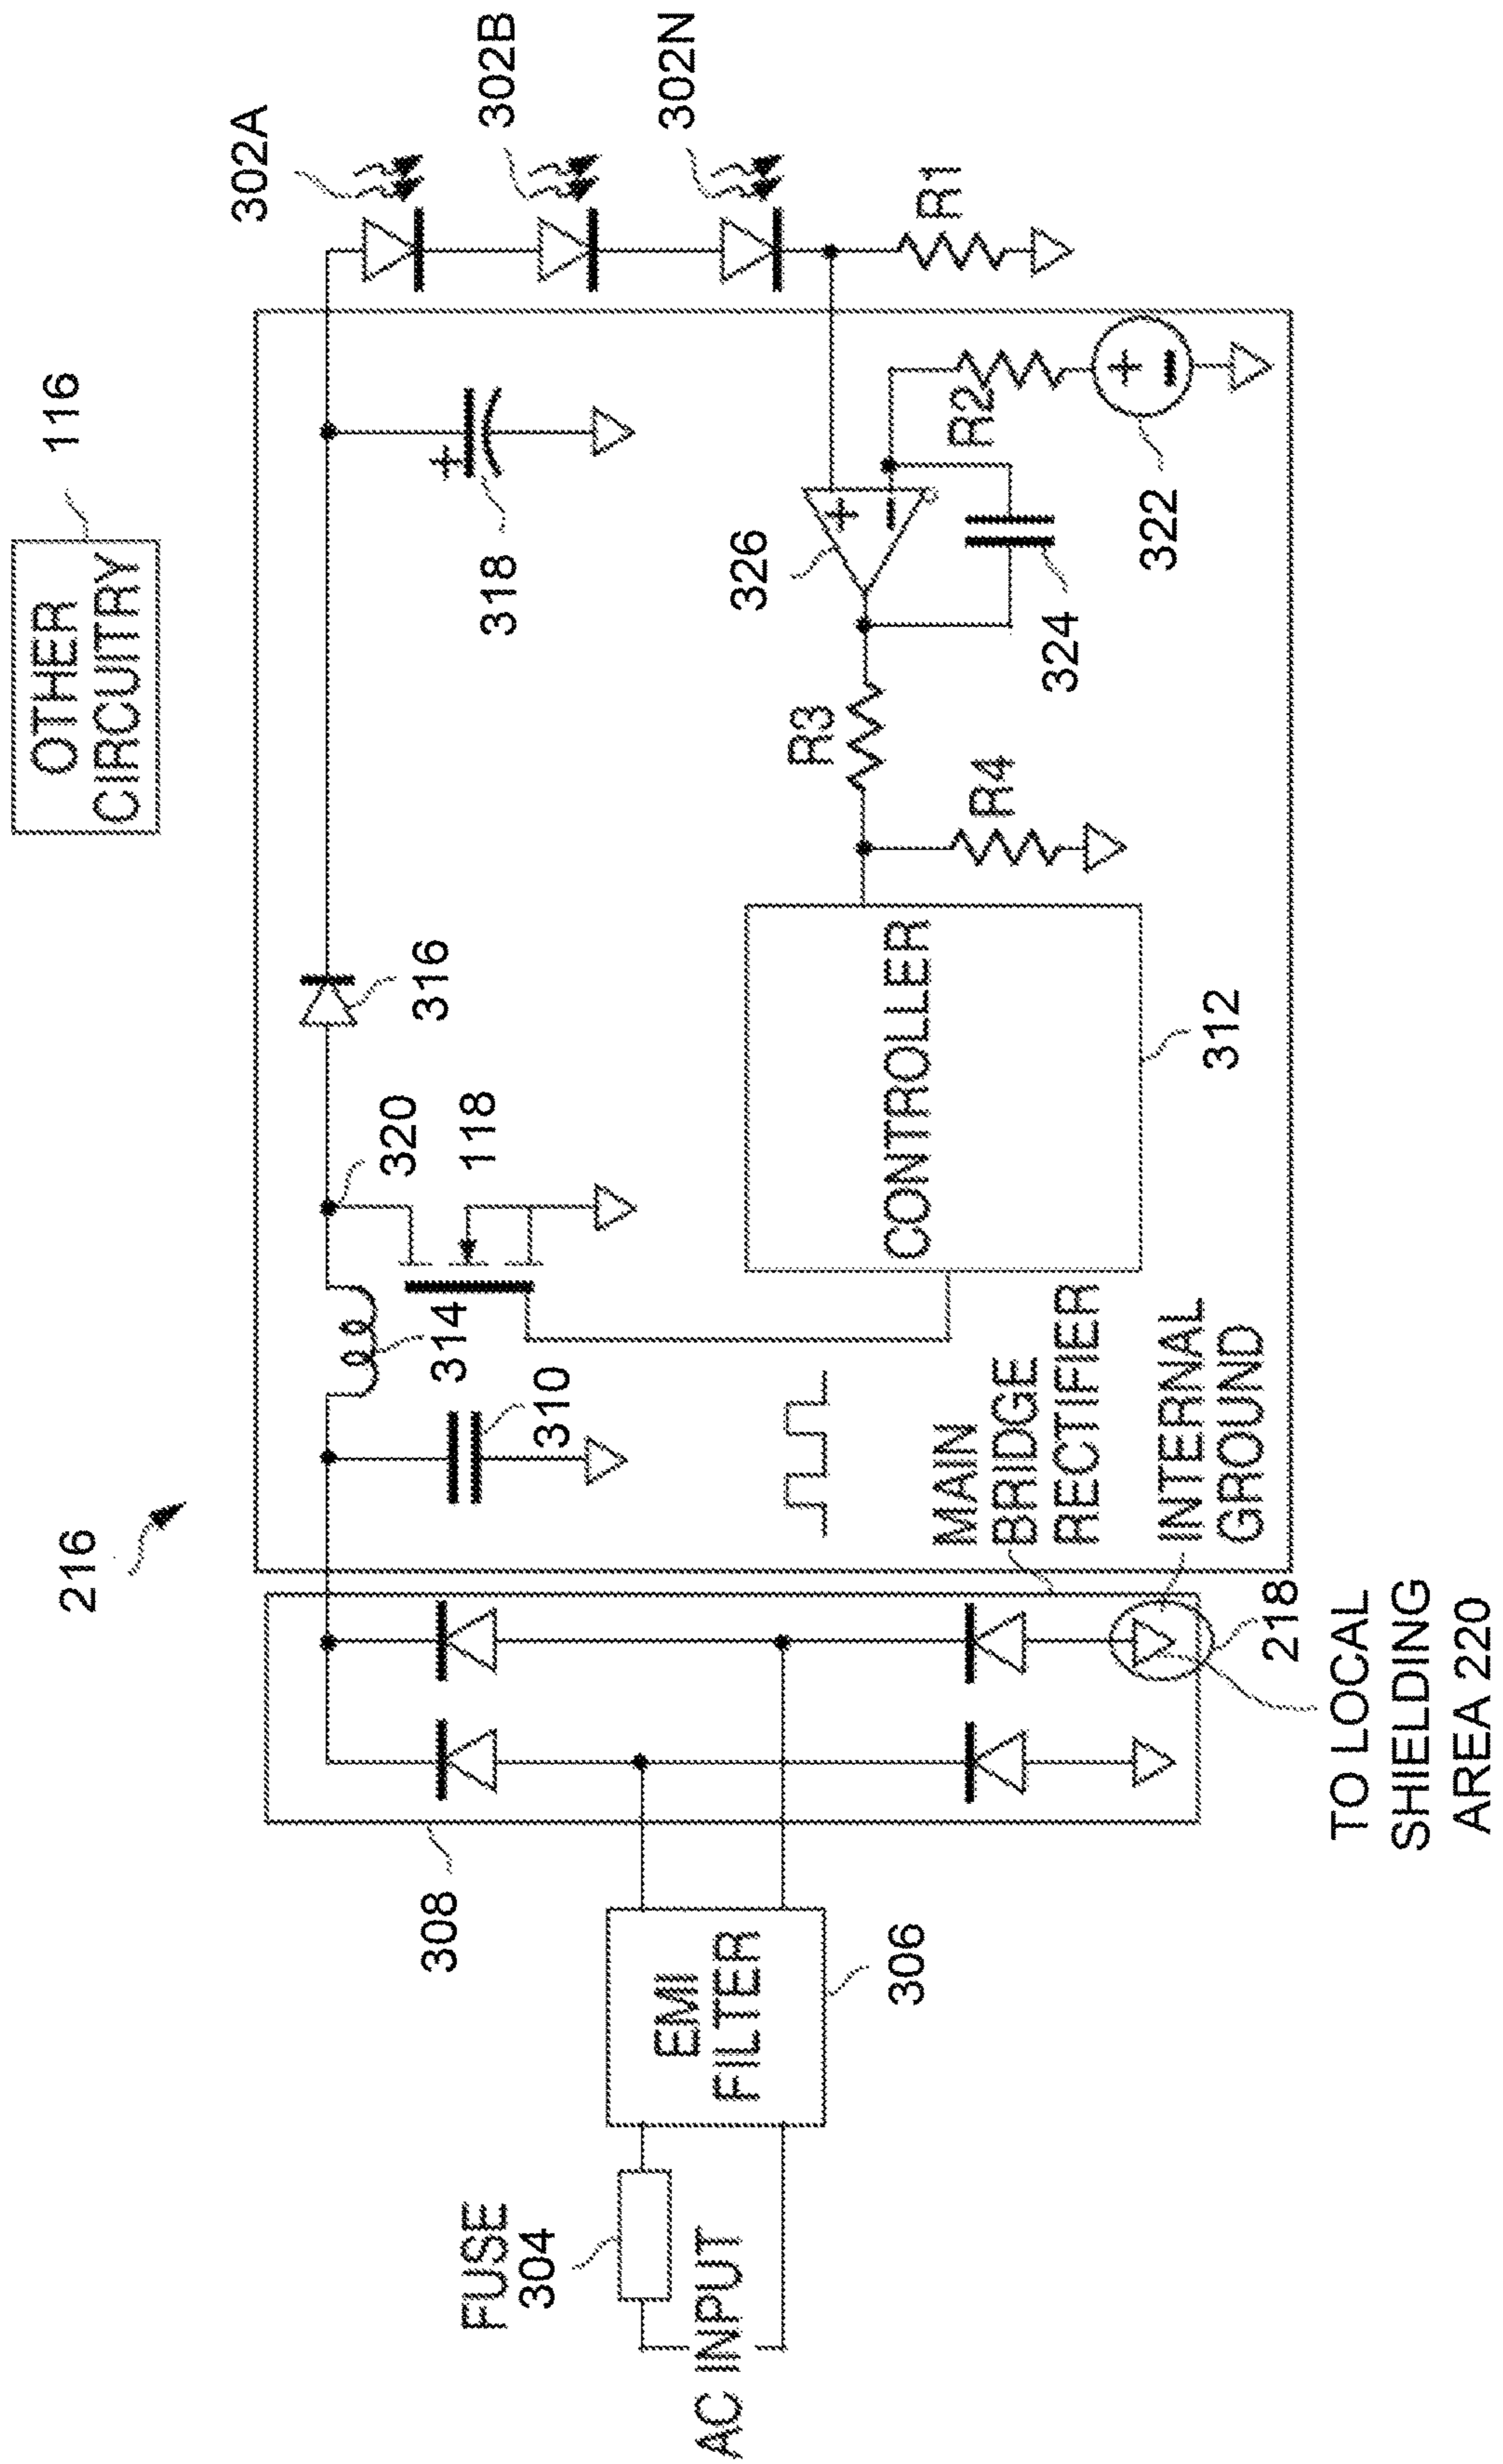 OTHER
CIRCUITRY
116
216
302A
302B
302N
R1
318
316
320
118
314
310
326
R2
322
324
R3
R4
CONTROLLER
312
MAIN
BRIDGE
RECTIFIER
INTERNAL
GROUND
218
TO LOCAL
SHIELDING
AREA 220
308
EMI
FILTER
306
FUSE
304
AC INPUT
+
+
−
+
−